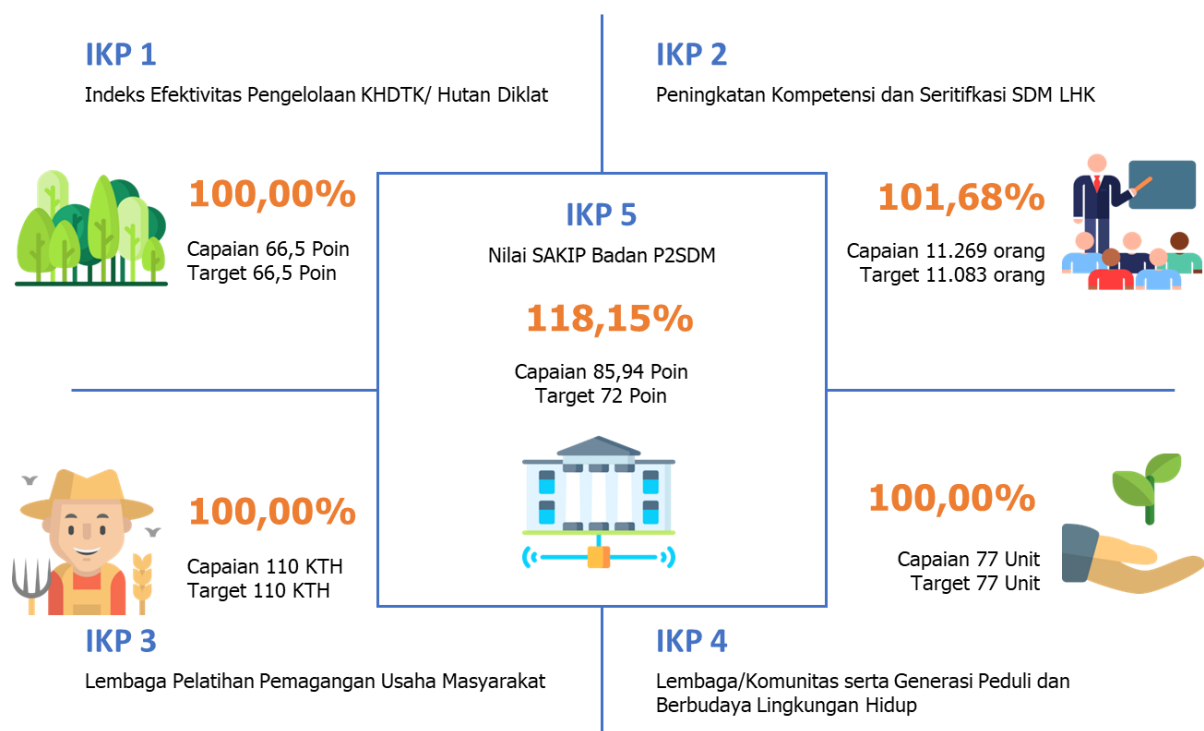 IKP 1
Indeks Efektivitas Pengelolaan KHDTK/ Hutan Diklat
100,00%
Capaian 66,5 Poin
Target 66,5 Poin
IKP 2
Peningkatan Kompetensi dan Seritifkasi SDM LHK
101,68%
Capaian 11.269 orang
Target 11.083 orang
IKP 5
Nilai SAKIP Badan P2SDM
118,15%
Capaian 85,94 Poin
Target 72 Poin
100,00%
Capaian 110 KTH
Target 110 KTH
IKP 3
Lembaga Pelatihan Pemagangan Usaha Masyarakat
100,00%
Capaian 77 Unit
Target 77 Unit
IKP 4
Lembaga/Komunitas serta Generasi Peduli dan
Berbudaya Lingkungan Hidup